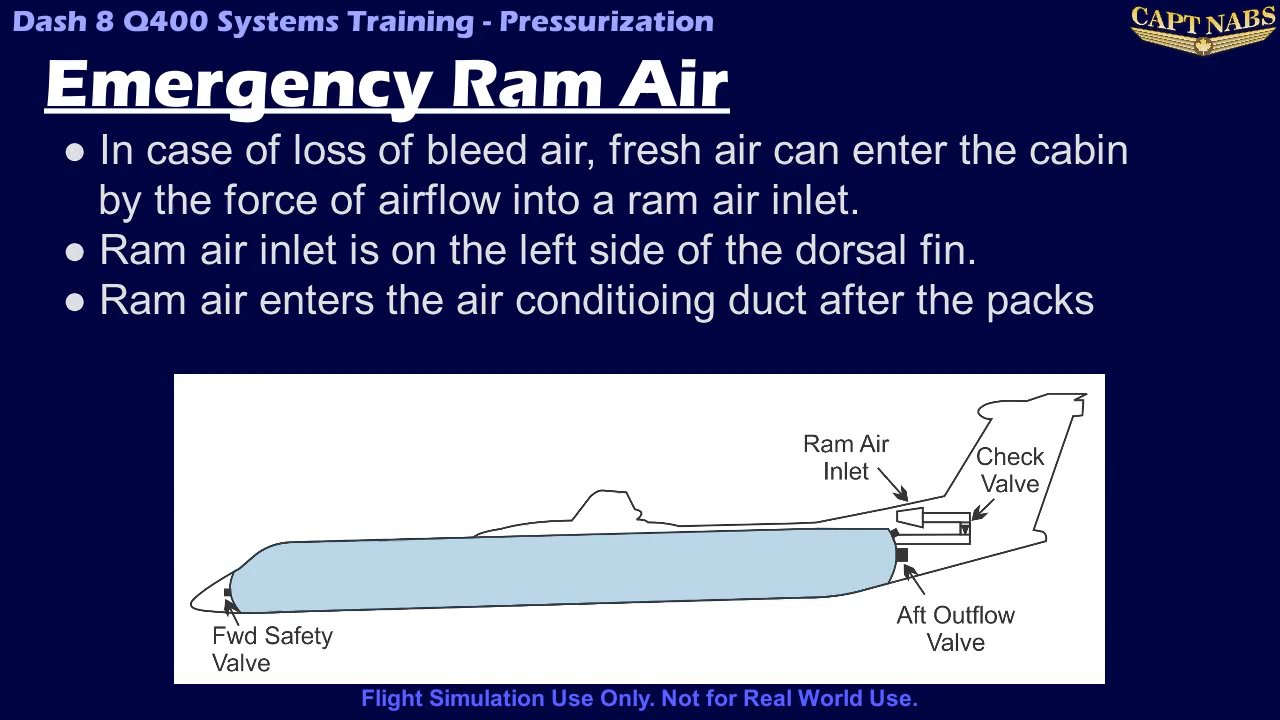 Dash 8 Q400 Systems Training - Pressurization
CAPT NABS
Emergency Ram Air
● In case of loss of bleed air, fresh air can enter the cabin
by the force of airflow into a ram air inlet.
● Ram air inlet is on the left side of the dorsal fin.
● Ram air enters the air conditioing duct after the packs
Ram Air
Inlet
Check
Valve
Aft Outflow
Valve
Fwd Safety
Valve
Flight Simulation Use Only. Not for Real World Use.